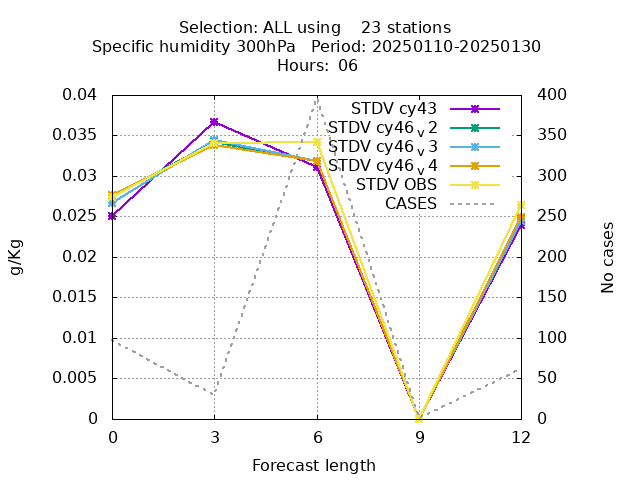 Selection: ALL using    23 stations
Specific humidity 300hPa   Period: 20250110-20250130
Hours: 06
0.04
0.035
0.03
0.025
0.02
0.015
0.01
0.005
0
400
350
300
250
200
150
100
50
0
STDV cy43
STDV cy46 v 2
STDV cy46 v 3
STDV cy46 v 4
STDV OBS
CASES
g/Kg
No cases
0 3 6 9 12
Forecast length